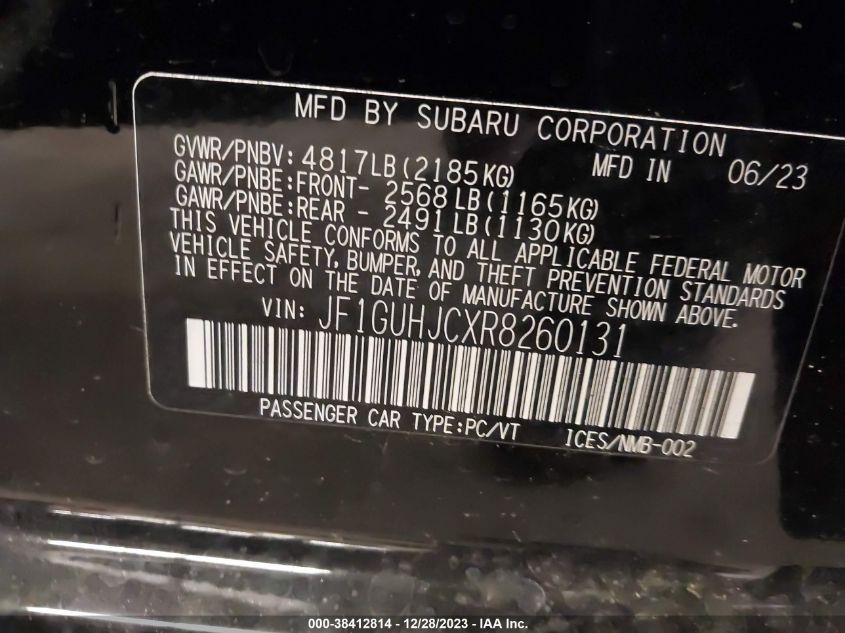 MFD BY SUBARU CORPORATION
GVWR/PNBV: 4817LB(2185KG) MFD IN 06/23
GAWR/PNBE:FRONT- 2568LB(1165KG)
GAWR/PNBE:REAR - 2491LB(1130KG)
THIS VEHICLE CONFORMS TO ALL APPLICABLE FEDERAL MOTOR
VEHICLE SAFETY, BUMPER, AND THEFT PREVENTION STANDARDS
IN EFFECT ON THE DATE OF MANUFACTURE SHOWN ABOVE.
VIN: JF1GUHJCXR8260131
PASSENGER CAR TYPE:PC/VT ICES/NMB-002
000-38412814 - 12/28/2023 - IAA Inc.